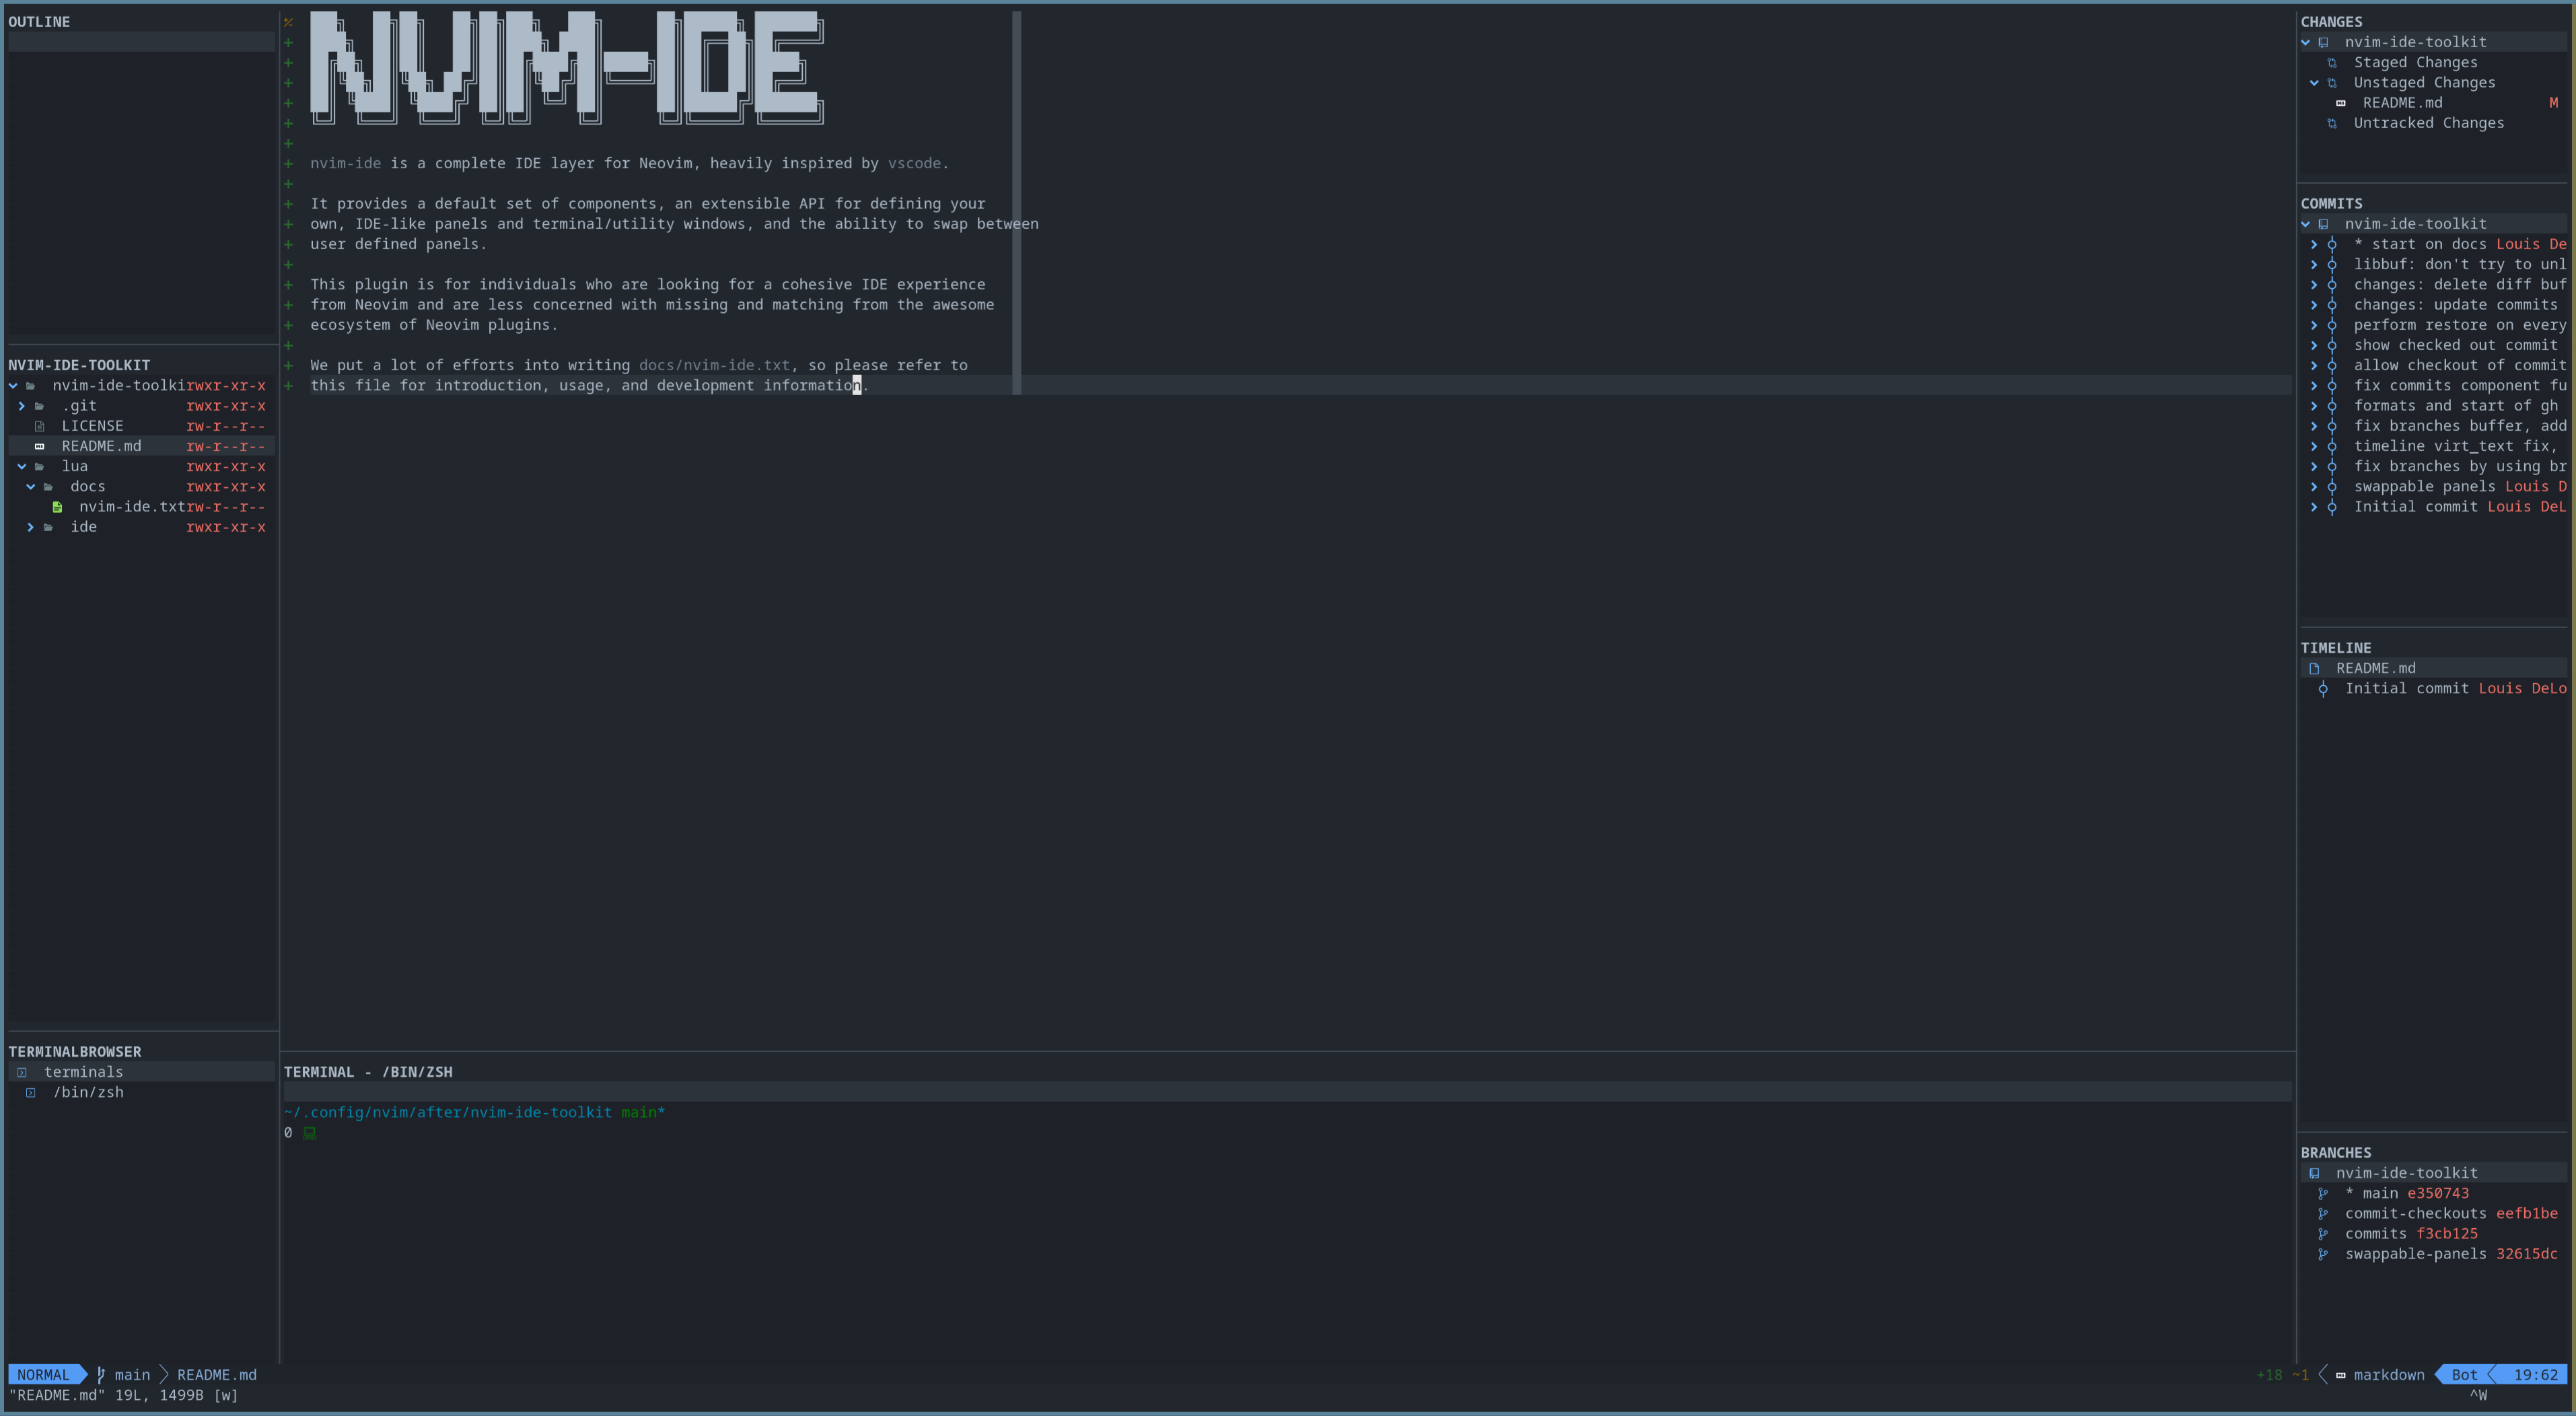 OUTLINE
NVIM-IDE-TOOLKIT
nvim-ide-toolkirwxr-xr-x
.git rwxr-xr-x
LICENSE rw-r--r--
README.md rw-r--r--
lua rwxr-xr-x
docs rwxr-xr-x
nvim-ide.txtrw-r--r--
ide rwxr-xr-x
TERMINALBROWSER
terminals
/bin/zsh
NVIM-IDE
nvim-ide is a complete IDE layer for Neovim, heavily inspired by vscode.
It provides a default set of components, an extensible API for defining your
own, IDE-like panels and terminal/utility windows, and the ability to swap between
user defined panels.
This plugin is for individuals who are looking for a cohesive IDE experience
from Neovim and are less concerned with missing and matching from the awesome
ecosystem of Neovim plugins.
We put a lot of efforts into writing docs/nvim-ide.txt, so please refer to
this file for introduction, usage, and development information.
TERMINAL - /BIN/ZSH
~/.config/nvim/after/nvim-ide-toolkit main*
0
CHANGES
nvim-ide-toolkit
Staged Changes
Unstaged Changes
README.md M
Untracked Changes
COMMITS
nvim-ide-toolkit
* start on docs Louis De
libbuf: don't try to unl
changes: delete diff buf
changes: update commits
perform restore on every
show checked out commit
allow checkout of commit
fix commits component fu
formats and start of gh
fix branches buffer, add
timeline virt_text fix,
fix branches by using br
swappable panels Louis D
Initial commit Louis DeL
TIMELINE
README.md
Initial commit Louis DeLo
BRANCHES
nvim-ide-toolkit
* main e350743
commit-checkouts eefb1be
commits f3cb125
swappable-panels 32615dc
NORMAL main README.md +18 ~1 markdown Bot 19:62
"README.md" 19L, 1499B [w] ^W